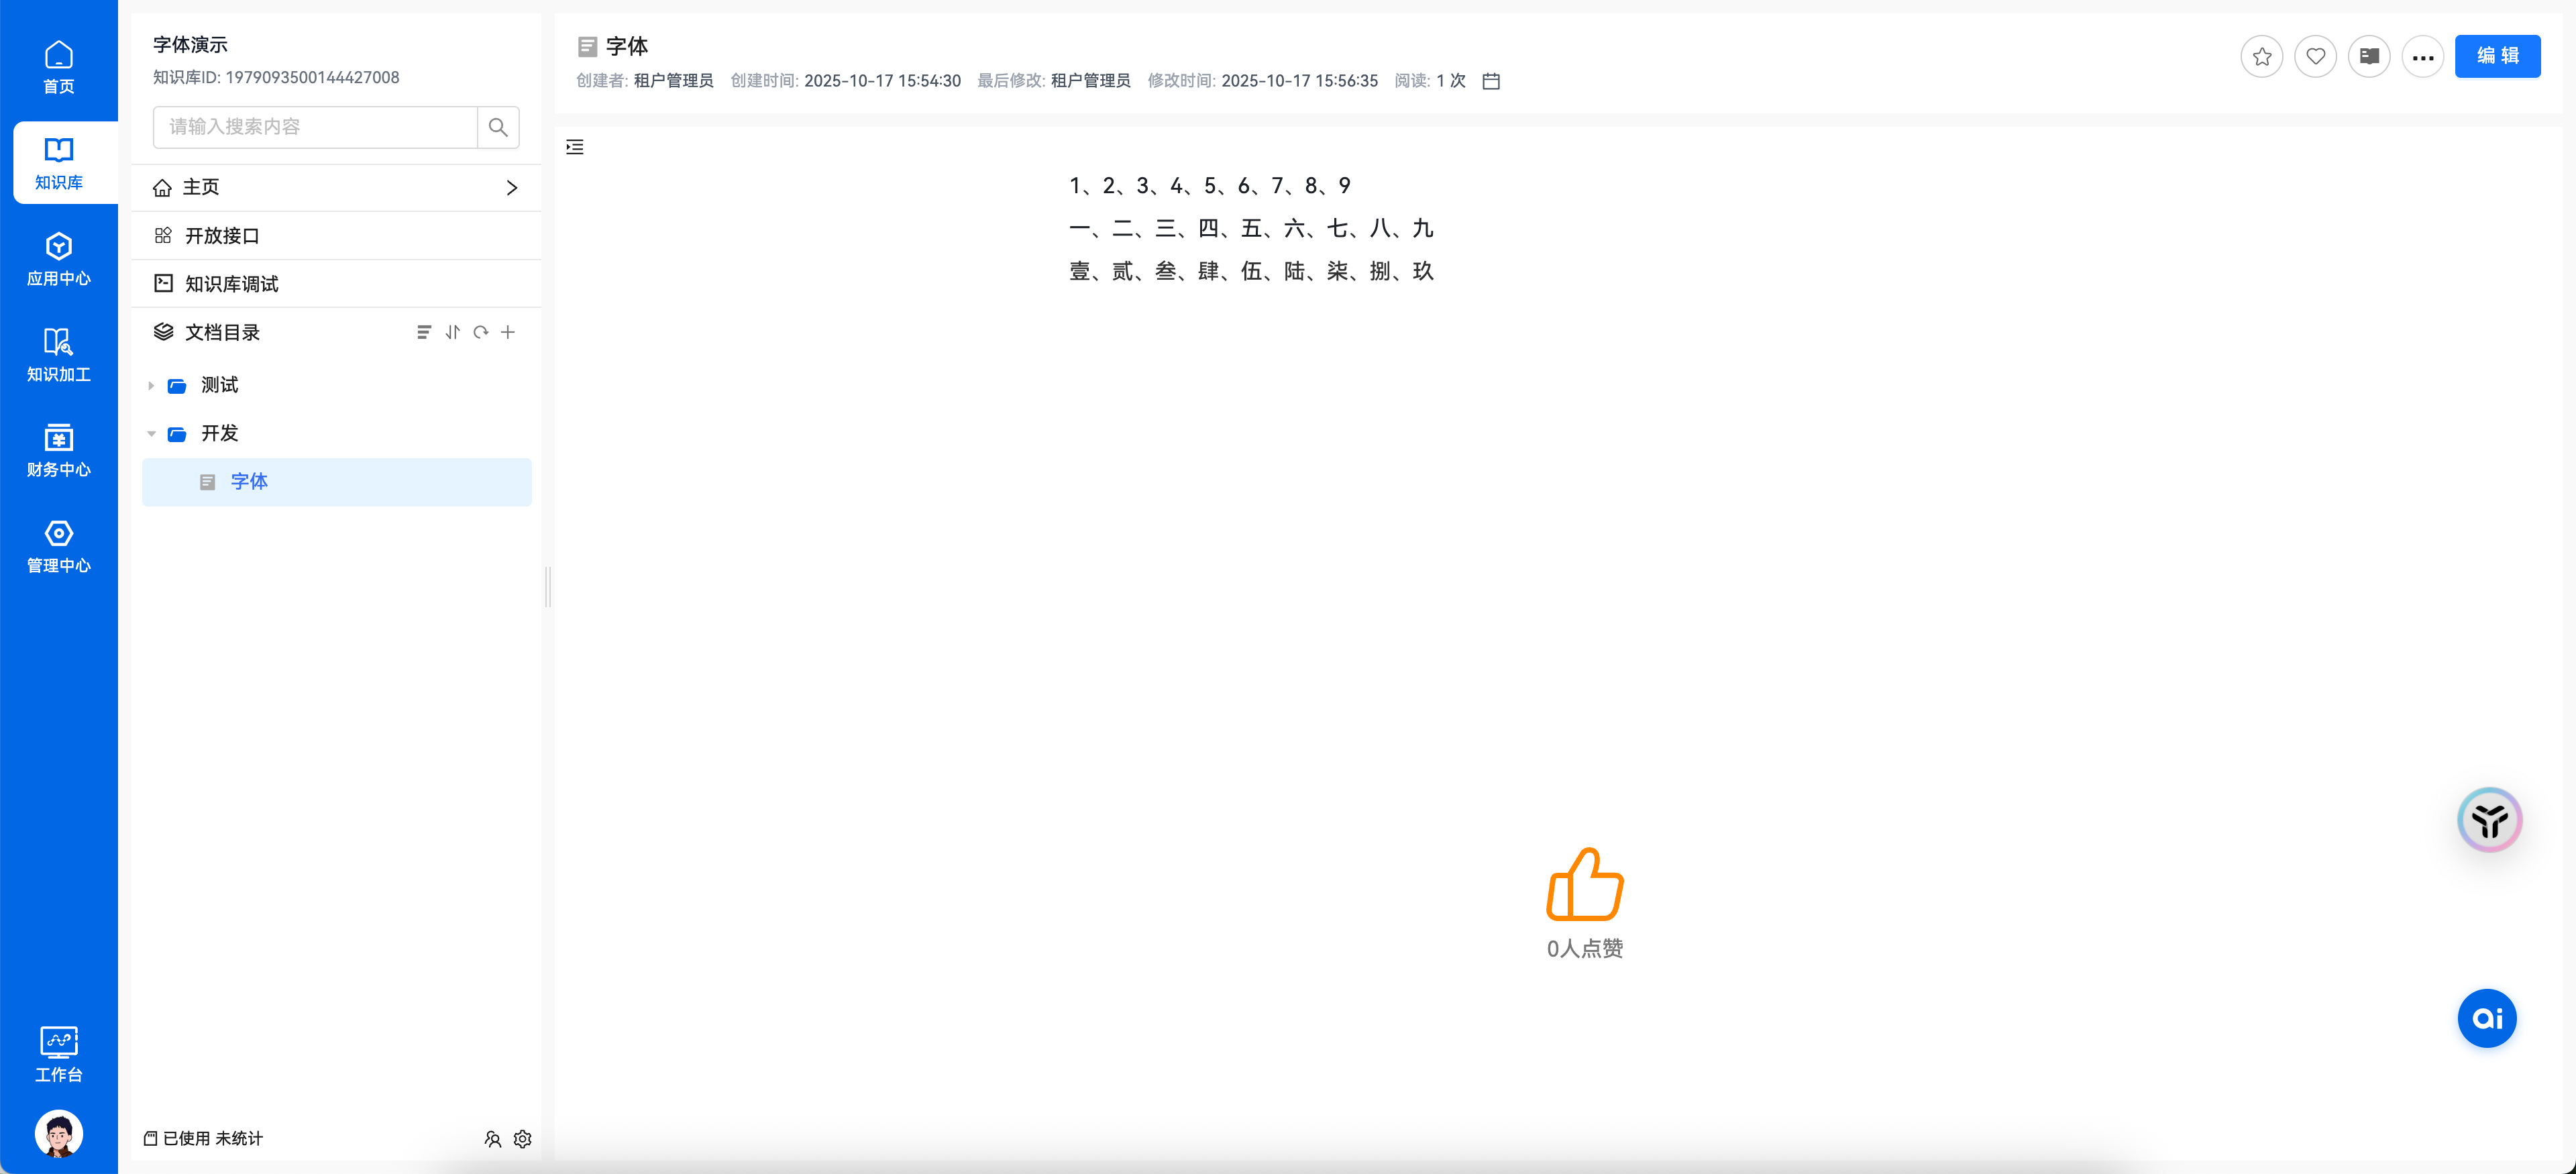 首页
知识库
应用中心
知识加工
财务中心
管理中心
工作台
字体演示
知识库ID: 1979093500144427008
请输入搜索内容
主页
开放接口
知识库调试
文档目录
测试
开发
字体
已使用 未统计
字体
创建者: 租户管理员 创建时间: 2025-10-17 15:54:30 最后修改: 租户管理员 修改时间: 2025-10-17 15:56:35 阅读: 1 次
编 辑
1、2、3、4、5、6、7、8、9
一、二、三、四、五、六、七、八、九
壹、贰、叁、肆、伍、陆、柒、捌、玖
0人点赞
ai